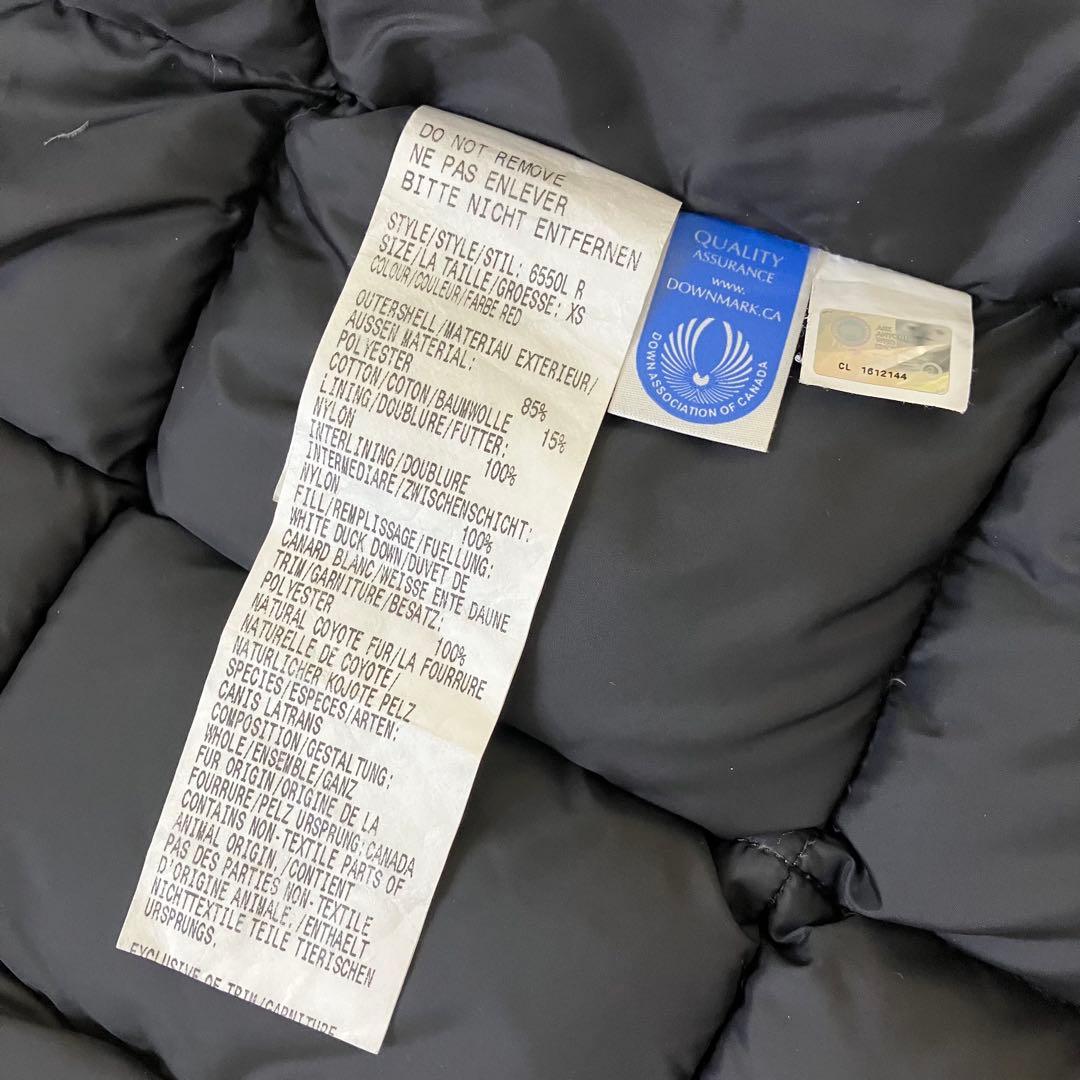 DO NOT REMOVE
NE PAS ENLEVER
BITTE NICHT ENTFERNEN
STYLE/STYLE/STIL: 6550L R
SIZE/LA TAILLE/GROESSE: XS
COLOUR/COULEUR/FARBE RED
OUTERSHELL/MATERIAU EXTERIEUR/
AUSSEN MATERIAL:
POLYESTER 85%
COTTON/COTON/BAUMWOLLE 15%
LINING/DOUBLURE/FUTTER:
NYLON 100%
INTERLINING/DOUBLURE
INTERMEDIARE/ZWISCHENSCHICHT:
NYLON 100%
FILL/REMPLISSAGE/FUELLUNG:
WHITE DUCK DOWN/DUVET DE
CANARD BLANC/WEISSE ENTE DAUNE
TRIM/GARNITURE/BESATZ:
POLYESTER 100%
NATURAL COYOTE FUR/LA FOURRURE
NATURELLE DE COYOTE/
NATURLICHER KOJOTE PELZ
SPECIES/ESPECES/ARTEN:
CANIS LATRANS
COMPOSITION/GESTALTUNG:
WHOLE/ENSEMBLE/GANZ
FUR ORIGIN/ORIGINE DE LA
FOURRURE/PELZ URSPRUNG:CANADA
CONTAINS NON-TEXTILE PARTS OF
ANIMAL ORIGIN./CONTIENT
PAS DES PARTIES NON-TEXTILE
D'ORIGINE ANIMALE./ENTHAELT
NICHTTEXTILE TEILE TIERISCHEN
URSPRUNGS.
EXCLUSIVE OF TRIM/GARNITURE
QUALITY
ASSURANCE
www.
DOWNMARK.CA
DOWN ASSOCIATION OF CANADA
CL 1612144